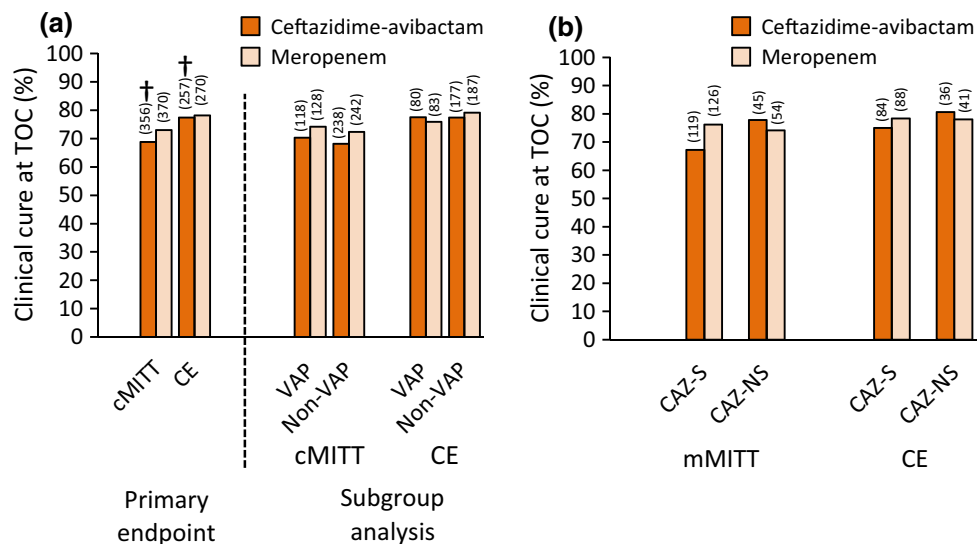 (a)
Ceftazidime-avibactam
Meropenem
Clinical cure at TOC (%)
100
90
80
70
60
50
40
30
20
10
0
†
†
(356)
(370)
(257)
(270)
(118)
(128)
(238)
(242)
(80)
(83)
(177)
(187)
cMITT
CE
VAP
Non-VAP
VAP
Non-VAP
cMITT
CE
Primary
endpoint
Subgroup
analysis
(b)
Ceftazidime-avibactam
Meropenem
Clinical cure at TOC (%)
100
90
80
70
60
50
40
30
20
10
0
(119)
(126)
(45)
(54)
(84)
(88)
(36)
(41)
CAZ-S
CAZ-NS
CAZ-S
CAZ-NS
mMITT
CE